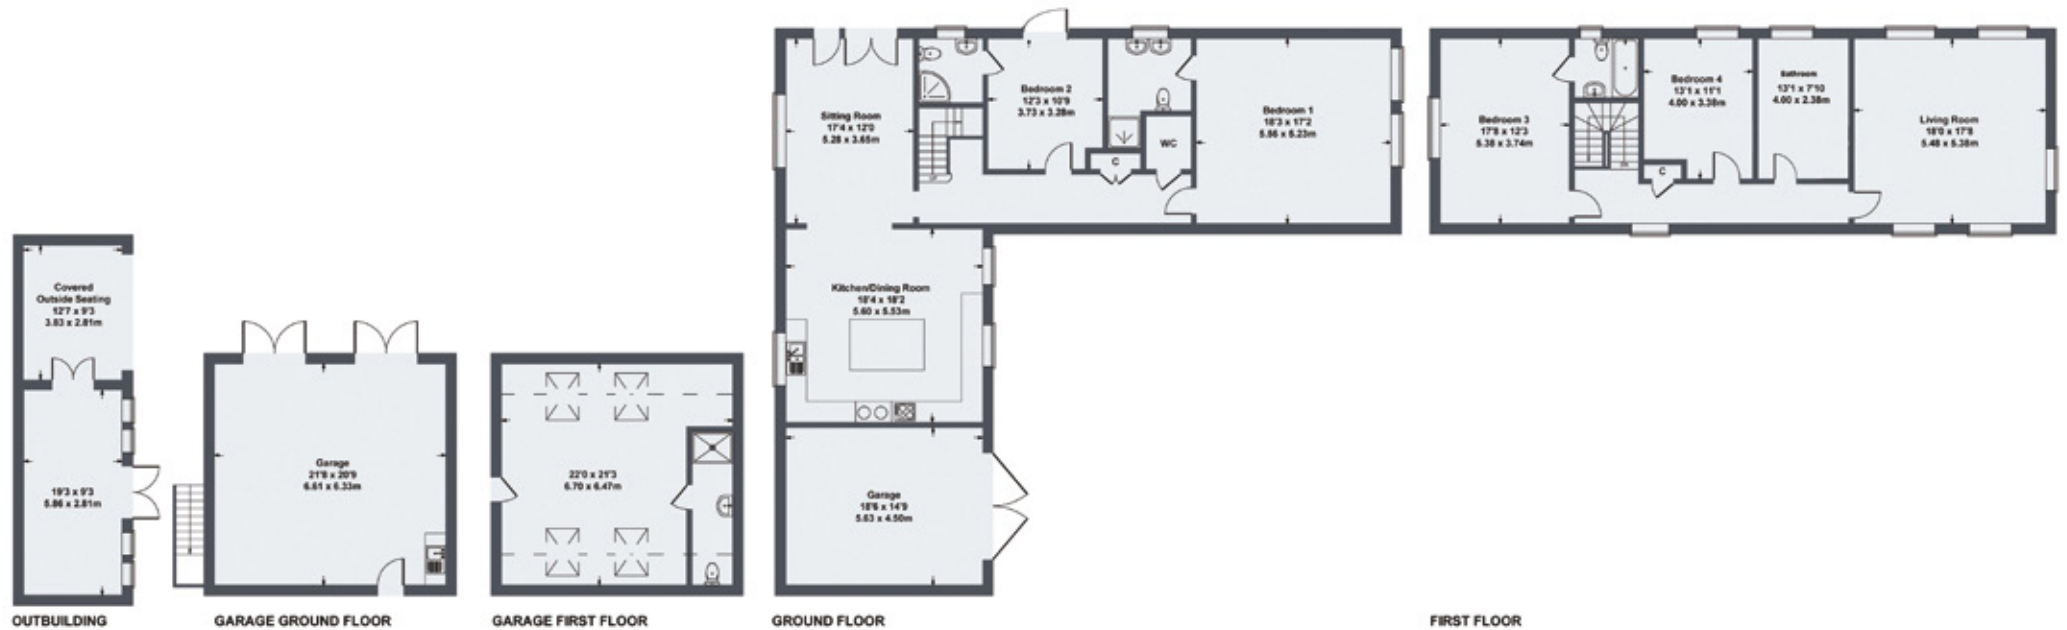 Covered
Outside Seating
12'7 x 9'3
3.83 x 2.81m
19'3 x 9'3
5.86 x 2.81m
OUTBUILDING
Garage
21'8 x 20'9
6.61 x 6.33m
GARAGE GROUND FLOOR
22'0 x 21'3
6.70 x 6.47m
GARAGE FIRST FLOOR
Sitting Room
17'4 x 12'0
5.28 x 3.65m
UP
Bedroom 2
12'3 x 10'9
3.73 x 3.28m
C
WC
Bedroom 1
18'3 x 17'2
5.56 x 5.23m
Kitchen/Dining Room
18'4 x 18'2
5.60 x 5.53m
Garage
18'6 x 14'9
5.63 x 4.50m
GROUND FLOOR
Bedroom 3
17'8 x 12'3
5.38 x 3.74m
Bedroom 4
13'1 x 11'1
4.00 x 3.38m
C
Bathroom
13'1 x 7'10
4.00 x 2.38m
Living Room
18'0 x 17'8
5.48 x 5.38m
FIRST FLOOR